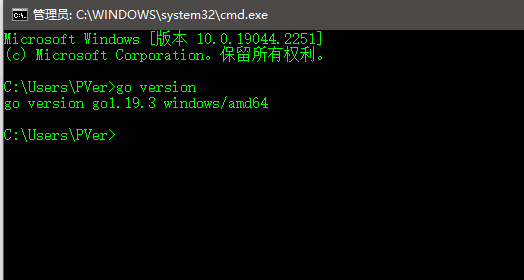 管理员: C:\WINDOWS\system32\cmd.exe
Microsoft Windows [版本 10.0.19044.2251]
(c) Microsoft Corporation。保留所有权利。
C:\Users\PVer>go version
go version go1.19.3 windows/amd64
C:\Users\PVer>